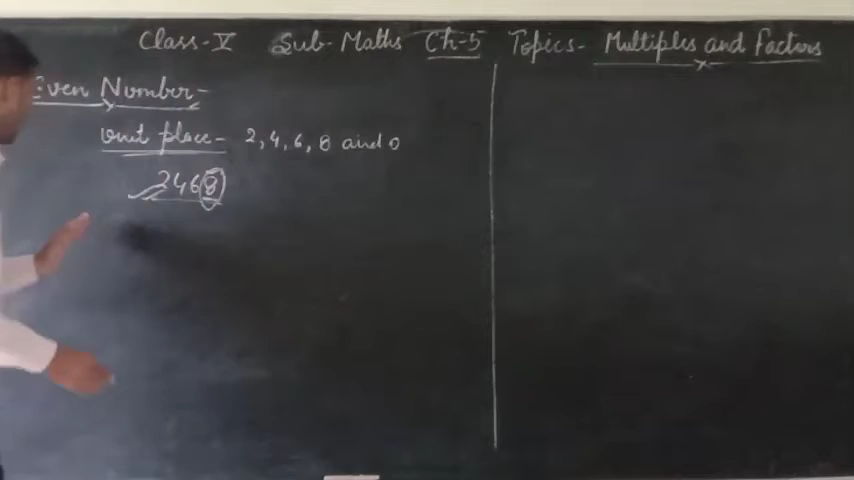 Class-V Sub-Maths Ch-5 Topics- Multiples and Factors
Even Number-
Unit place- 2, 4, 6, 8 and 0
2468